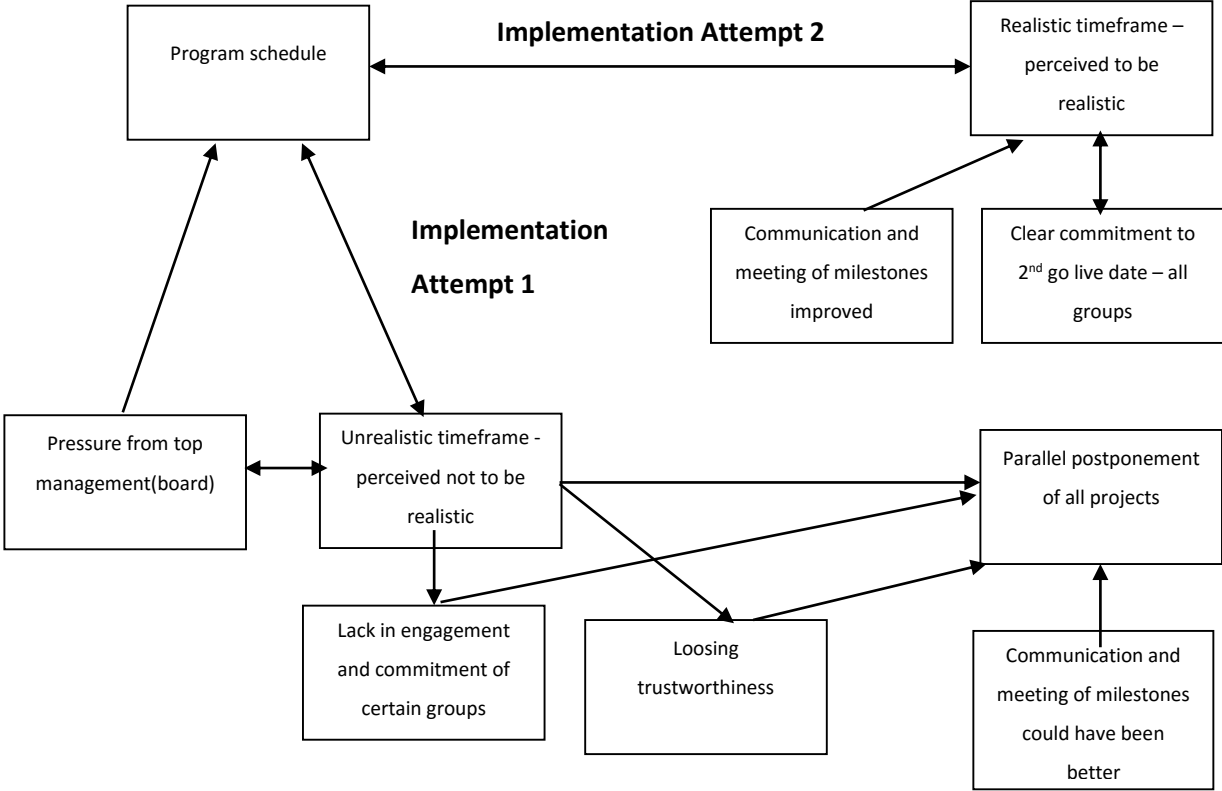 Program schedule
Implementation Attempt 2
Realistic timeframe –
perceived to be
realistic
Implementation
Attempt 1
Communication and
meeting of milestones
improved
Clear commitment to
2nd go live date – all
groups
Pressure from top
management(board)
Unrealistic timeframe -
perceived not to be
realistic
Parallel postponement
of all projects
Lack in engagement
and commitment of
certain groups
Loosing
trustworthiness
Communication and
meeting of milestones
could have been
better